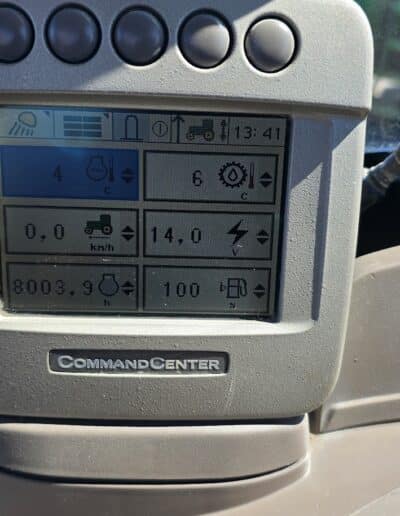 13:41
4 C
6 C
0,0 km/h
14,0 V
8003,9 h
100 %
COMMANDCENTER